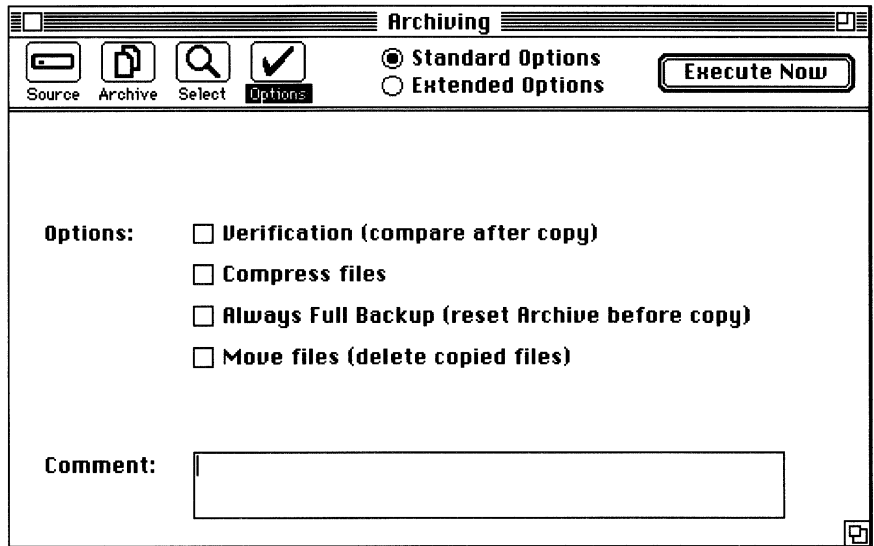 Archiving
Source Archive Select Options
Standard Options
Extended Options
Execute Now
Options:
Verification (compare after copy)
Compress files
Always Full Backup (reset Archive before copy)
Move files (delete copied files)
Comment: